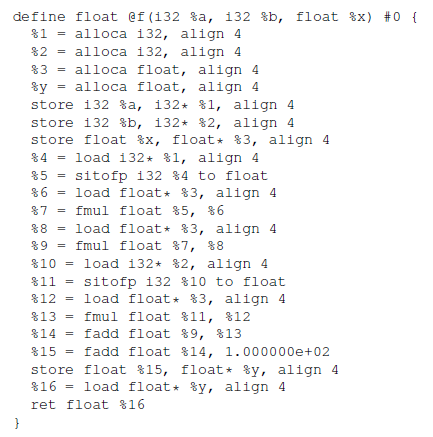 define float @f(i32 %a, i32 %b, float %x) #0 {
%1 = alloca i32, align 4
%2 = alloca i32, align 4
%3 = alloca float, align 4
%y = alloca float, align 4
store i32 %a, i32* %1, align 4
store i32 %b, i32* %2, align 4
store float %x, float* %3, align 4
%4 = load i32* %1, align 4
%5 = sitofp i32 %4 to float
%6 = load float* %3, align 4
%7 = fmul float %5, %6
%8 = load float* %3, align 4
%9 = fmul float %7, %8
%10 = load i32* %2, align 4
%11 = sitofp i32 %10 to float
%12 = load float* %3, align 4
%13 = fmul float %11, %12
%14 = fadd float %9, %13
%15 = fadd float %14, 1.000000e+02
store float %15, float* %y, align 4
%16 = load float* %y, align 4
ret float %16
}